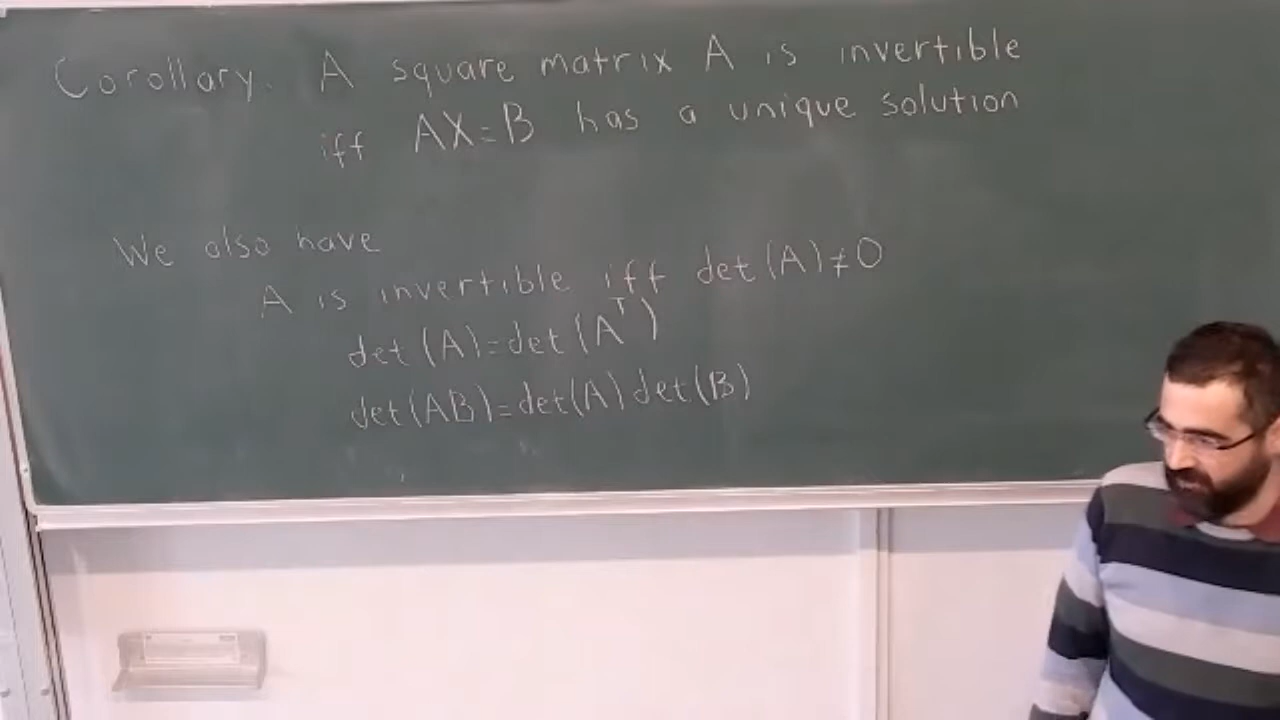 Corollary. A square matrix A is invertible
iff AX=B has a unique solution
We also have
A is invertible iff det(A)≠0
det(A)=det(Aᵀ)
det(AB)=det(A)det(B)